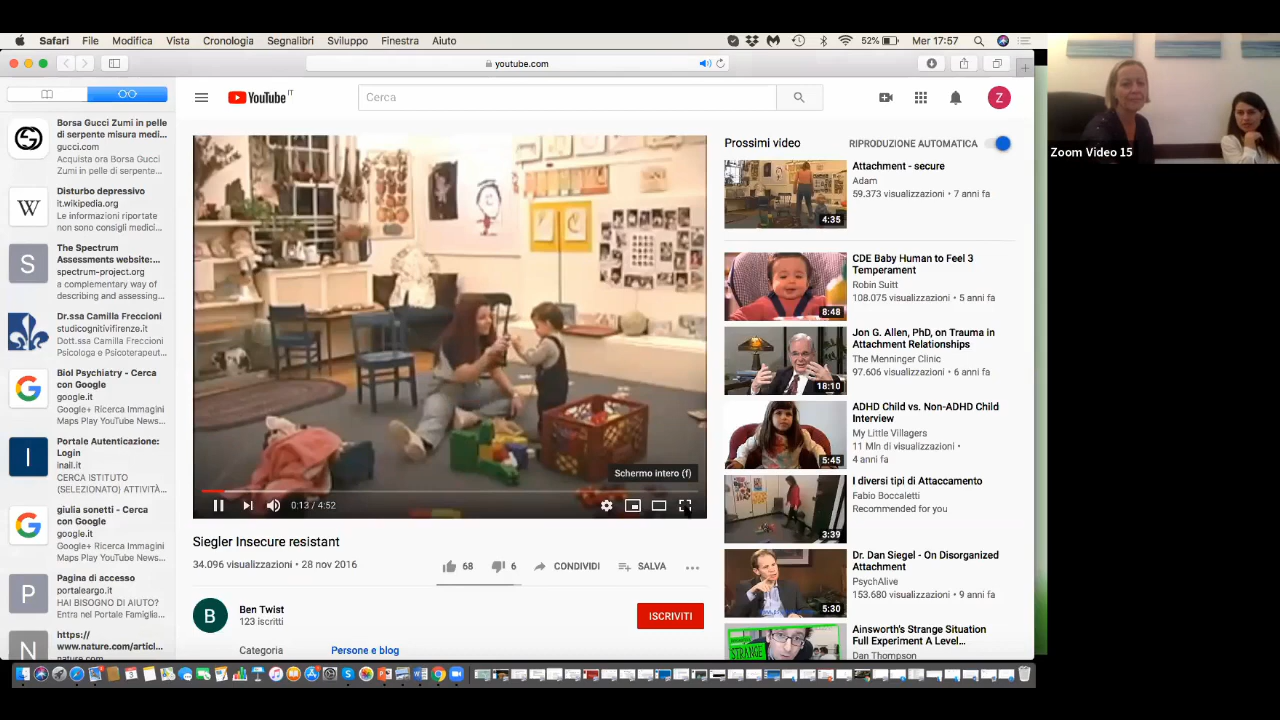 Safari File Modifica Vista Cronologia Segnalibri Sviluppo Finestra Aiuto
52% Mer 17:57
youtube.com
Borsa Gucci Zumi in pelle
di serpente misura medi...
gucci.com
Acquista ora Borsa Gucci
Zumi in pelle di serpente...
W
Disturbo depressivo
it.wikipedia.org
Le informazioni riportate
non sono consigli medici...
S
The Spectrum
Assessments website:...
spectrum-project.org
a complementary way of
describing and assessing...
Dr.ssa Camilla Freccioni
studicognitivifirenze.it
Dott.ssa Camilla Freccioni
Psicologa e Psicoterapeut...
G
Biol Psychiatry - Cerca
con Google
google.it
Google+ Ricerca Immagini
Maps Play YouTube News...
I
Portale Autenticazione:
Login
inail.it
CERCA ISTITUTO
(SELEZIONATO) ATTIVITÀ...
G
giulia sonetti - Cerca
con Google
google.it
Google+ Ricerca Immagini
Maps Play YouTube News...
P
Pagina di accesso
portaleargo.it
HAI BISOGNO DI AIUTO?
Entra nel Portale Famiglia...
N
https://
www.nature.com/articl...
nature.com
YouTube IT
Cerca
Z
Schermo intero (f)
0:13 / 4:52
Siegler Insecure resistant
34.096 visualizzazioni • 28 nov 2016
68 6 CONDIVIDI SALVA ...
B
Ben Twist
123 iscritti
ISCRIVITI
Categoria Persone e blog
Prossimi video RIPRODUZIONE AUTOMATICA
4:35
Attachment - secure
Adam
59.373 visualizzazioni • 7 anni fa
8:48
CDE Baby Human to Feel 3
Temperament
Robin Suitt
108.075 visualizzazioni • 5 anni fa
18:10
Jon G. Allen, PhD, on Trauma in
Attachment Relationships
The Menninger Clinic
97.606 visualizzazioni • 6 anni fa
5:45
ADHD Child vs. Non-ADHD Child
Interview
My Little Villagers
11 Mln di visualizzazioni •
4 anni fa
3:39
I diversi tipi di Attaccamento
Fabio Boccaletti
Recommended for you
5:30
Dr. Dan Siegel - On Disorganized
Attachment
PsychAlive
153.680 visualizzazioni • 9 anni fa
STRANGE
Ainsworth's Strange Situation
Full Experiment A Level...
Dan Thompson
Zoom Video 15